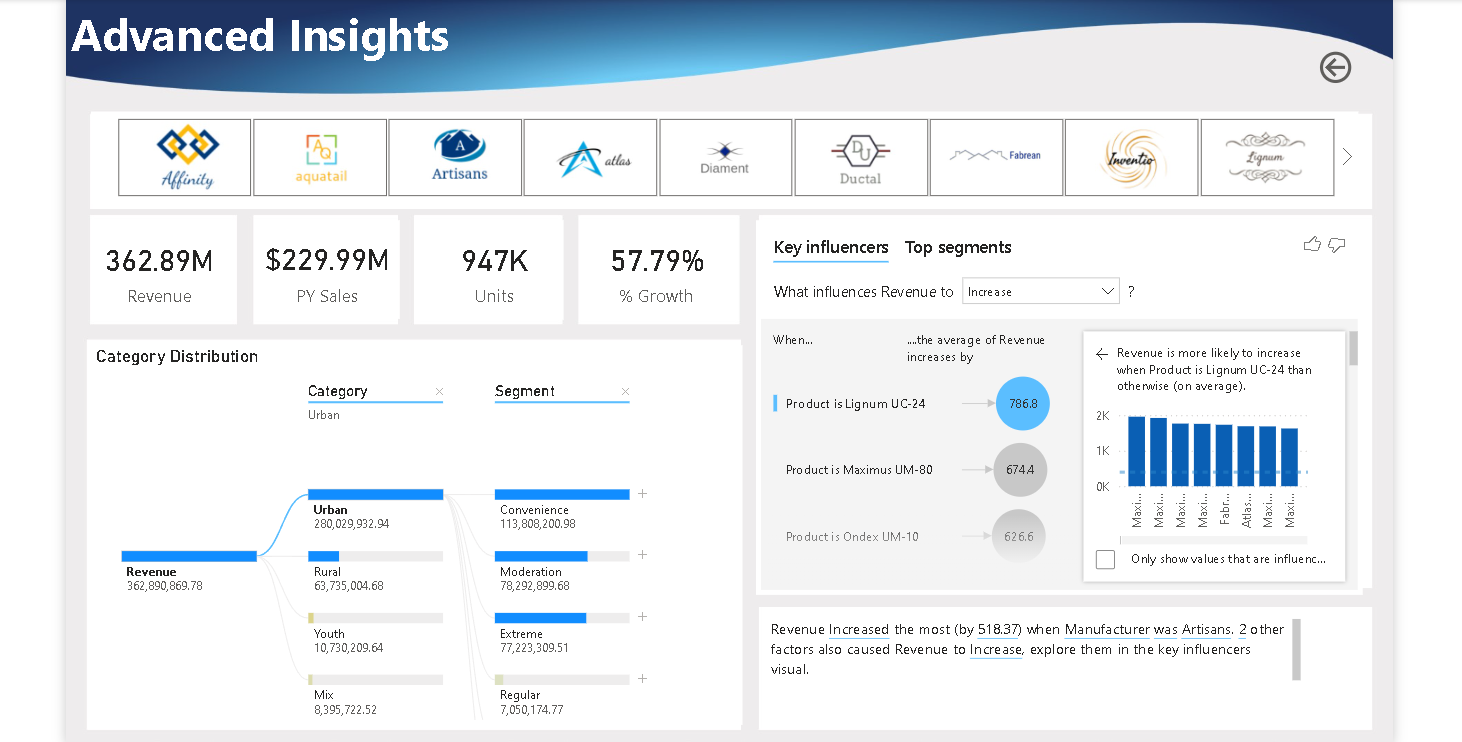 Advanced Insights
Affinity
AQ
aquatail
A
Artisans
atlas
Diament
DU
Ductal
Fabrean
Inventio
Lignum
362.89M
Revenue
$229.99M
PY Sales
947K
Units
57.79%
% Growth
Category Distribution
Category
Urban
Segment
Revenue
362,890,869.78
Urban
280,029,932.94
Rural
63,735,004.68
Youth
10,730,209.64
Mix
8,395,722.52
Convenience
113,808,200.98
Moderation
78,292,899.68
Extreme
77,223,309.51
Regular
7,050,174.77
Key influencers Top segments
What influences Revenue to Increase ?
When...
....the average of Revenue
increases by
Product is Lignum UC-24 786.8
Product is Maximus UM-80 674.4
Product is Ondex UM-10 626.6
Revenue is more likely to increase
when Product is Lignum UC-24 than
otherwise (on average).
2K
1K
0K
Maxi...
Maxi...
Maxi...
Maxi...
Fabr...
Atlas...
Maxi...
Maxi...
Only show values that are influenc...
Revenue Increased the most (by 518.37) when Manufacturer was Artisans. 2 other
factors also caused Revenue to Increase, explore them in the key influencers
visual.